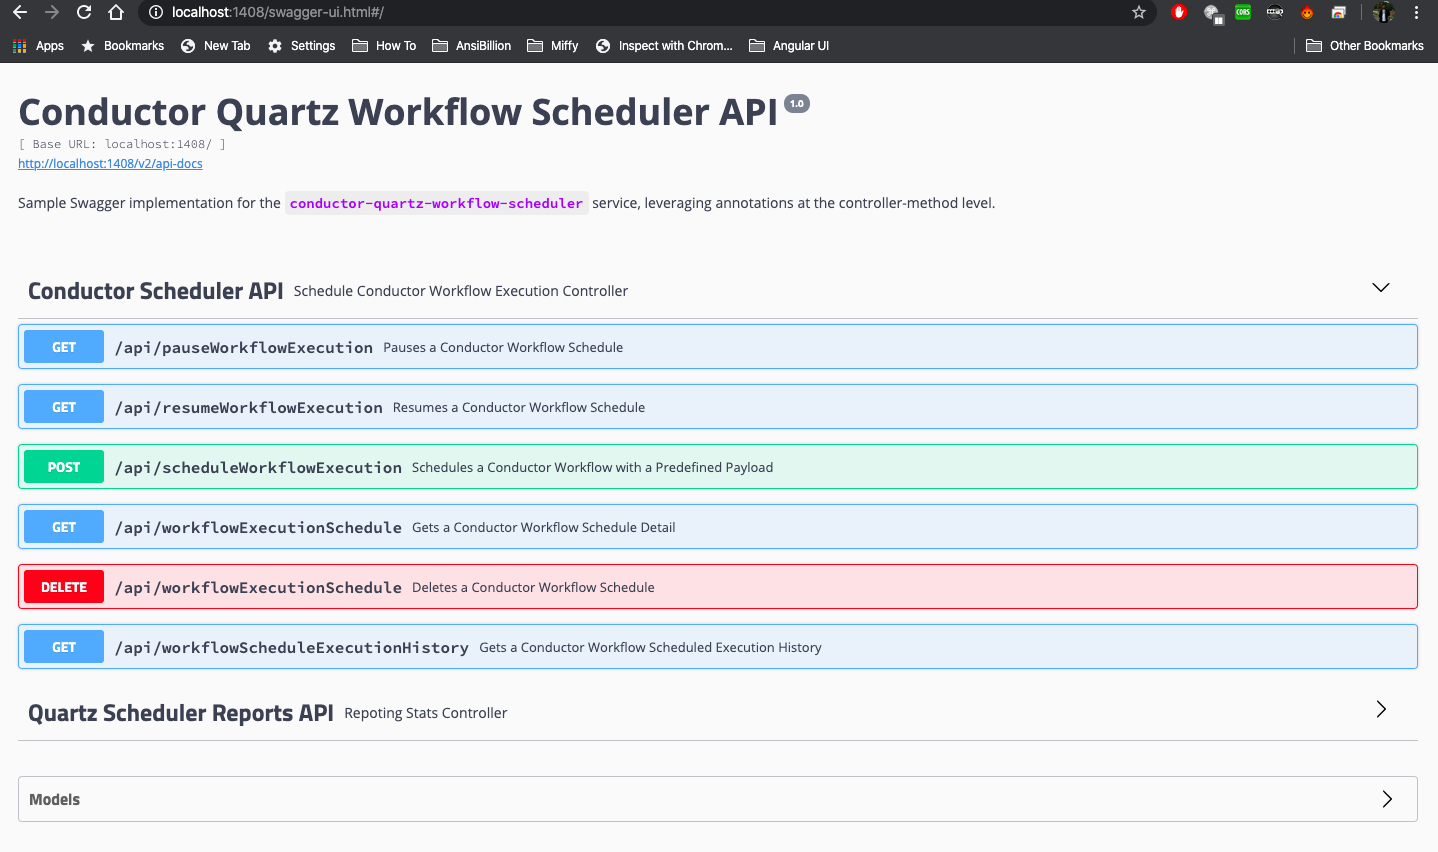 localhost:1408/swagger-ui.html#/
CORS
Apps Bookmarks New Tab Settings How To AnsiBillion Miffy Inspect with Chrom... Angular UI Other Bookmarks
Conductor Quartz Workflow Scheduler API 1.0
[ Base URL: localhost:1408/ ]
http://localhost:1408/v2/api-docs
Sample Swagger implementation for the conductor-quartz-workflow-scheduler service, leveraging annotations at the controller-method level.
Conductor Scheduler API Schedule Conductor Workflow Execution Controller
GET /api/pauseWorkflowExecution Pauses a Conductor Workflow Schedule
GET /api/resumeWorkflowExecution Resumes a Conductor Workflow Schedule
POST /api/scheduleWorkflowExecution Schedules a Conductor Workflow with a Predefined Payload
GET /api/workflowExecutionSchedule Gets a Conductor Workflow Schedule Detail
DELETE /api/workflowExecutionSchedule Deletes a Conductor Workflow Schedule
GET /api/workflowScheduleExecutionHistory Gets a Conductor Workflow Scheduled Execution History
Quartz Scheduler Reports API Repoting Stats Controller
Models